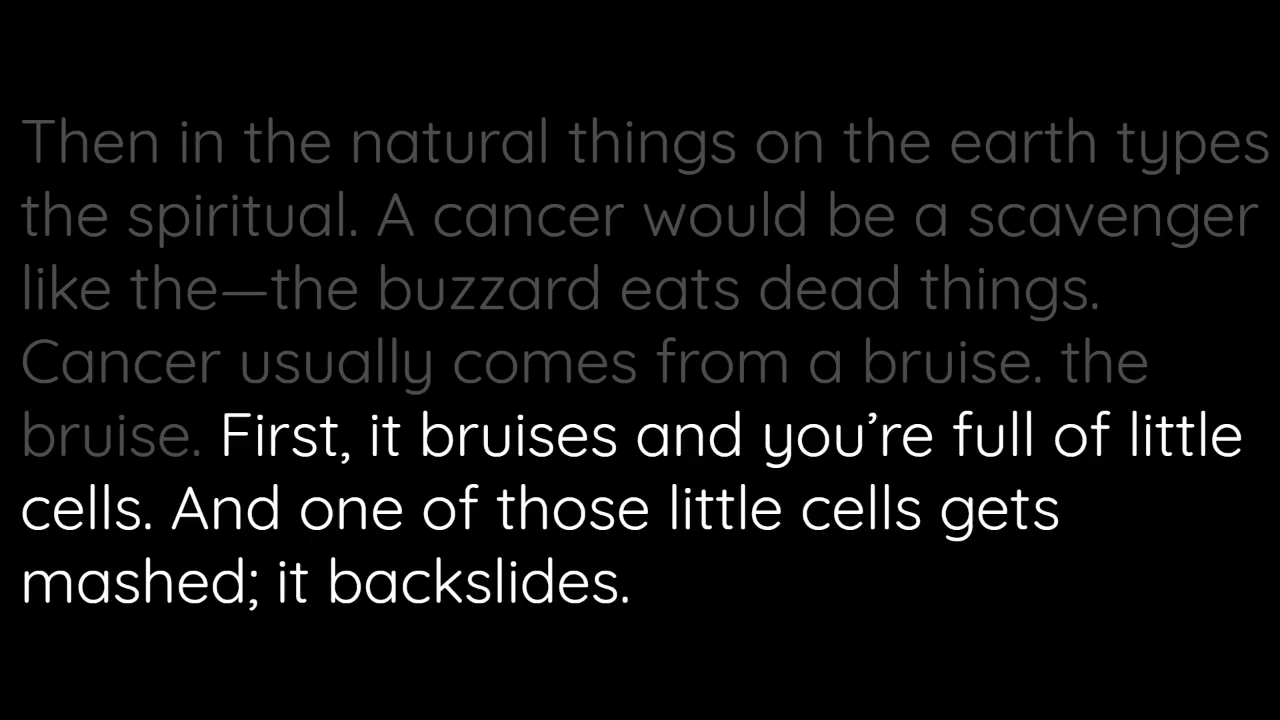 Then in the natural things on the earth types
the spiritual. A cancer would be a scavenger
like the—the buzzard eats dead things.
Cancer usually comes from a bruise. the
bruise. First, it bruises and you’re full of little
cells. And one of those little cells gets
mashed; it backslides.